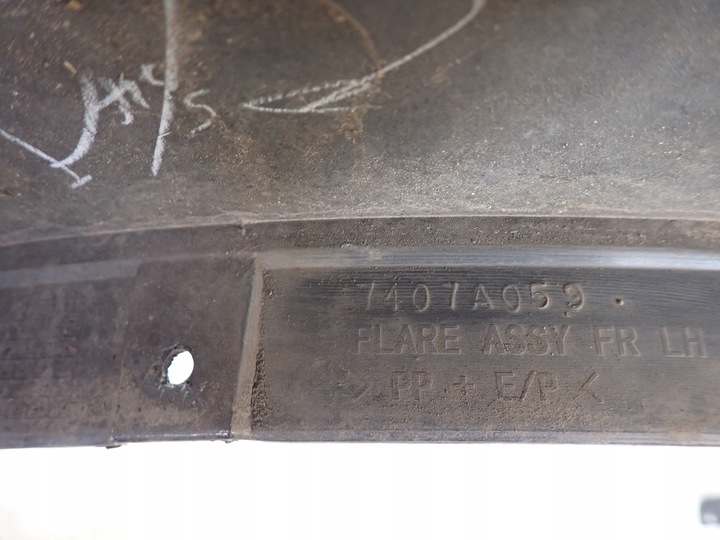 7407A059
FLARE ASSY FR LH
> PP + E/P <